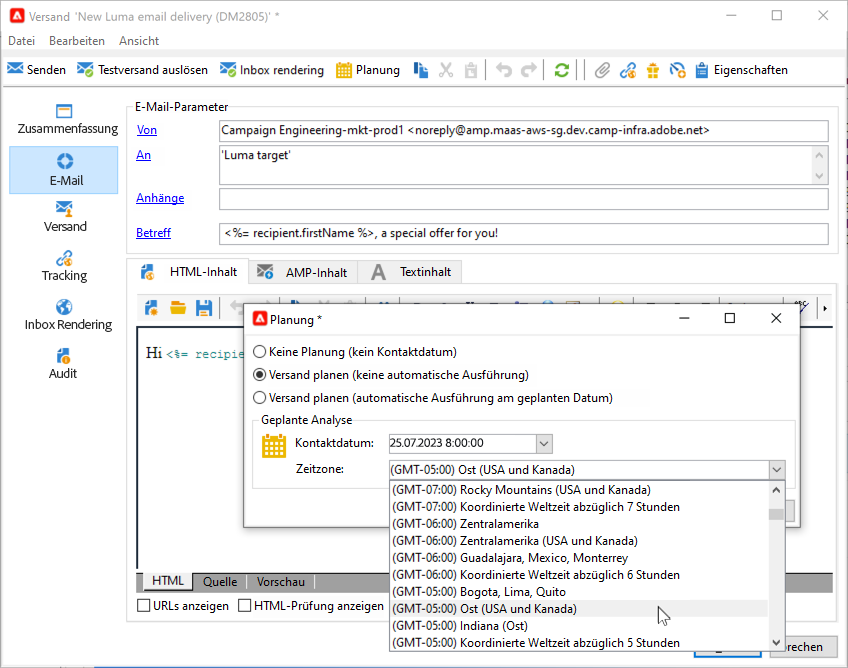 Versand 'New Luma email delivery (DM2805)' *
Datei Bearbeiten Ansicht
Senden Testversand auslösen Inbox rendering Planung Eigenschaften
Zusammenfassung
E-Mail
Versand
Tracking
Inbox Rendering
Audit
E-Mail-Parameter
Von Campaign Engineering-mkt-prod1 <noreply@amp.maas-aws-sg.dev.camp-infra.adobe.net>
An 'Luma target'
Anhänge
Betreff <%= recipient.firstName %>, a special offer for you!
HTML-Inhalt AMP-Inhalt Textinhalt
Hi <%= recipie
Planung *
Keine Planung (kein Kontaktdatum)
Versand planen (keine automatische Ausführung)
Versand planen (automatische Ausführung am geplanten Datum)
Geplante Analyse
Kontaktdatum: 25.07.2023 8:00:00
Zeitzone: (GMT-05:00) Ost (USA und Kanada)
(GMT-07:00) Rocky Mountains (USA und Kanada)
(GMT-07:00) Koordinierte Weltzeit abzüglich 7 Stunden
(GMT-06:00) Zentralamerika
(GMT-06:00) Zentralamerika (USA und Kanada)
(GMT-06:00) Guadalajara, Mexico, Monterrey
(GMT-06:00) Koordinierte Weltzeit abzüglich 6 Stunden
(GMT-05:00) Bogota, Lima, Quito
(GMT-05:00) Ost (USA und Kanada)
(GMT-05:00) Indiana (Ost)
(GMT-05:00) Koordinierte Weltzeit abzüglich 5 Stunden
HTML Quelle Vorschau
URLs anzeigen HTML-Prüfung anzeigen
brechen